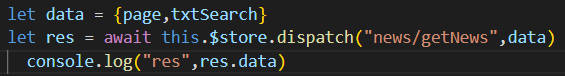 let data = {page,txtSearch}
let res = await this.$store.dispatch("news/getNews",data)
console.log("res",res.data)